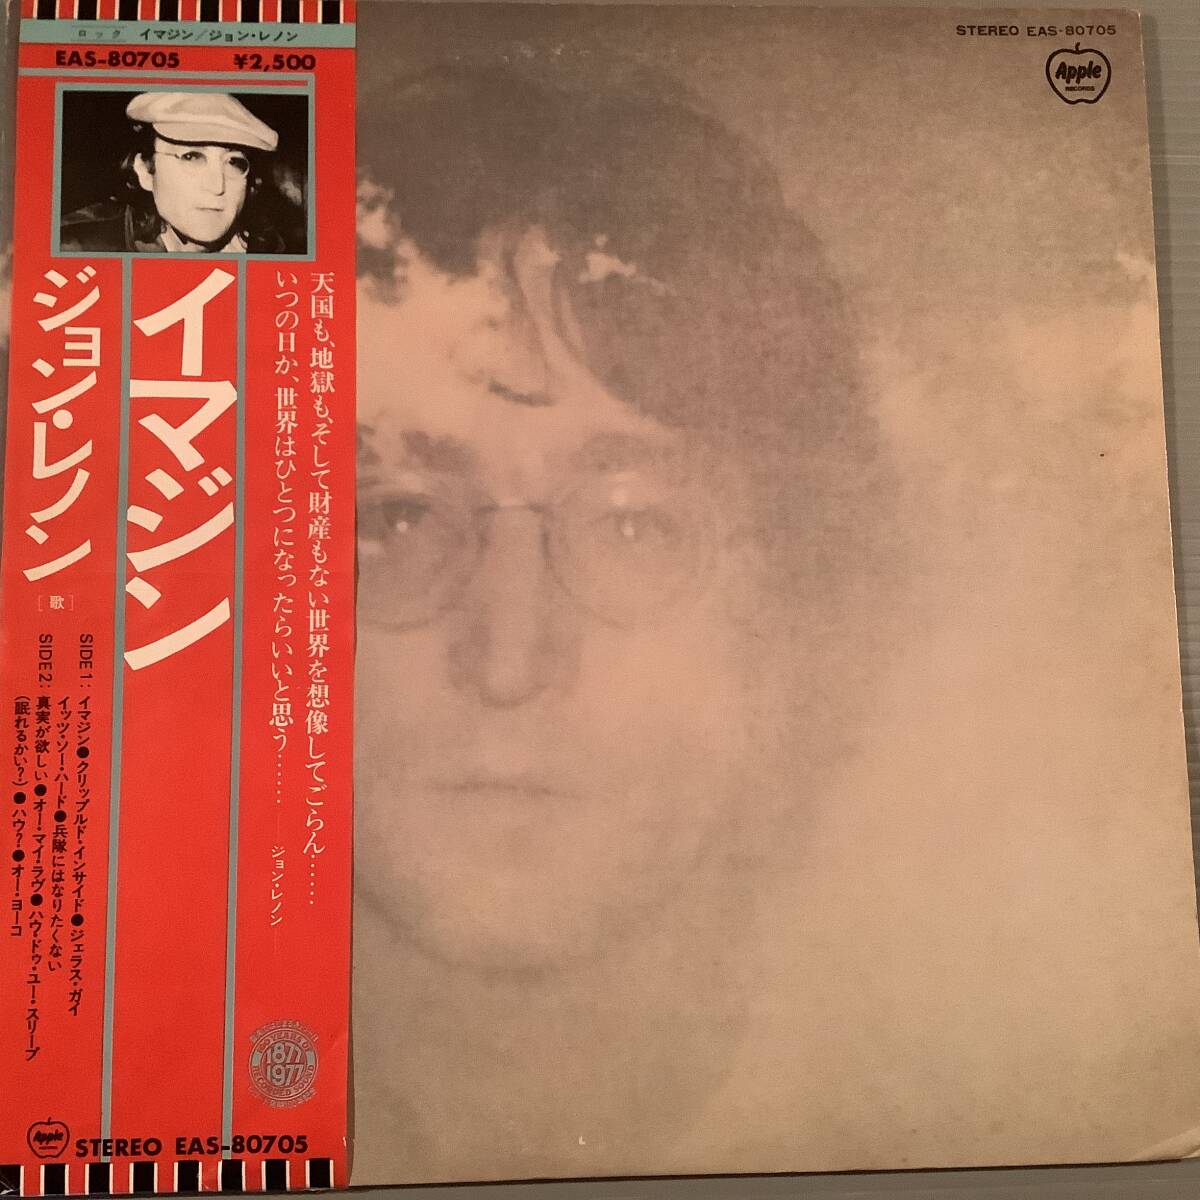 ロック イマジン/ジョン・レノン
EAS-80705 ¥2,500
イマジン
ジョン・レノン
[歌]
天国も、地獄も、そして財産もない世界を想像してごらん……
いつの日か、世界はひとつになったらいいと思う……
ジョン・レノン
SIDE1: イマジン●クリップルド・インサイド●ジェラス・ガイ
イッツ・ソー・ハード●兵隊にはなりたくない
SIDE2: 真実が欲しい●オー・マイ・ラヴ●ハウ・ドゥ・ユー・スリープ
(眠れるかい?)●ハウ?●オー・ヨーコ
100 YEARS OF
1877
1977
RECORDED SOUND
Apple
STEREO EAS-80705
STEREO EAS-80705
Apple
RECORDS